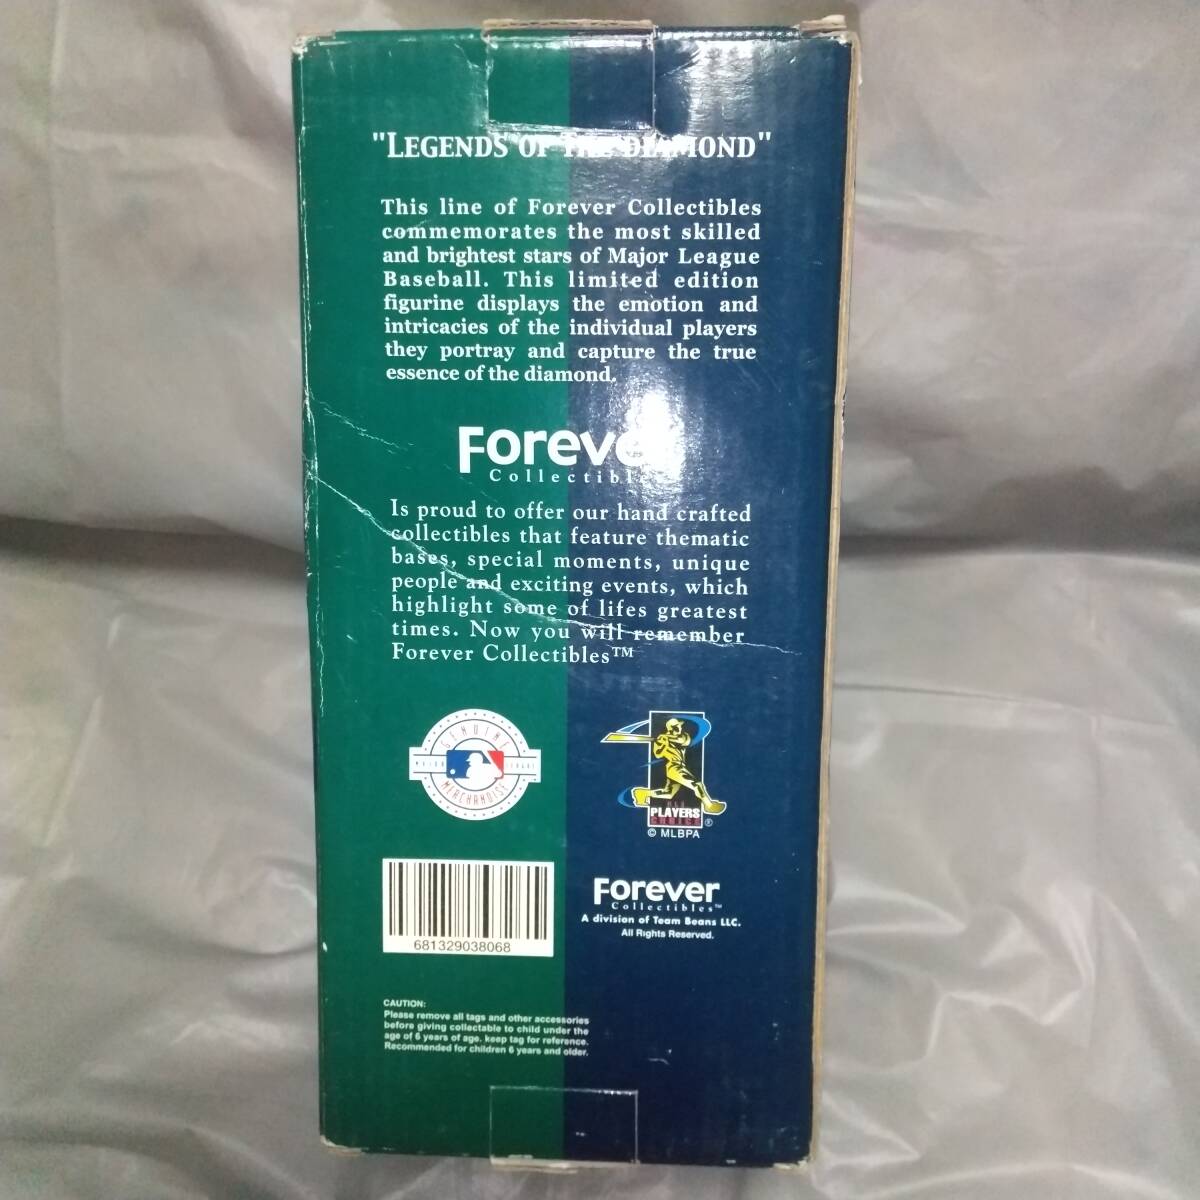 "LEGENDS OF THE DIAMOND"
This line of Forever Collectibles
commemorates the most skilled
and brightest stars of Major League
Baseball. This limited edition
figurine displays the emotion and
intricacies of the individual players
they portray and capture the true
essence of the diamond.
Forever
Collectibles
Is proud to offer our hand crafted
collectibles that feature thematic
bases, special moments, unique
people and exciting events, which
highlight some of lifes greatest
times. Now you will remember
Forever Collectibles™
GENUINE
MAJOR LEAGUE
MERCHANDISE
PLAYERS
CHOICE ®
© MLBPA
681329038068
Forever
Collectibles™
A division of Team Beans LLC.
All Rights Reserved.
CAUTION:
Please remove all tags and other accessories
before giving collectable to child under the
age of 6 years of age. keep tag for reference.
Recommended for children 6 years and older.